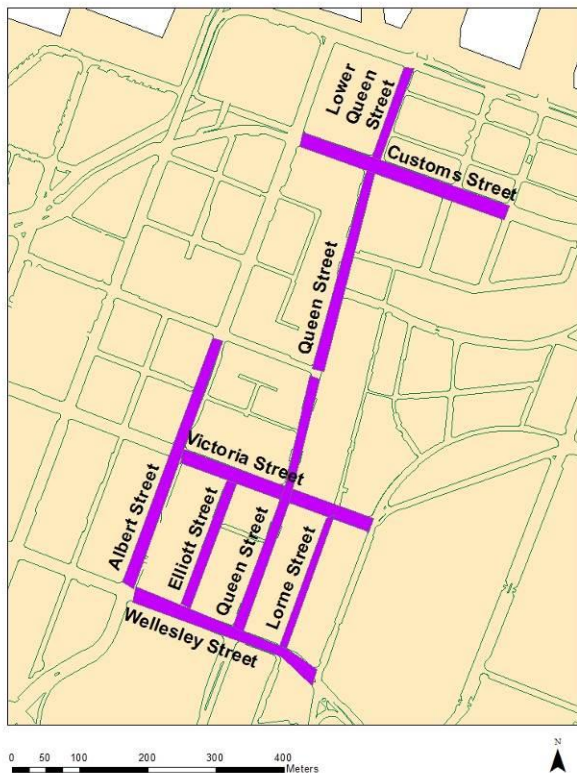 Lower
Queen
Street
Customs Street
Queen Street
Victoria Street
Albert Street
Elliott Street
Queen Street
Lorne Street
Wellesley Street
0 50 100 200 300 400
Meters
N